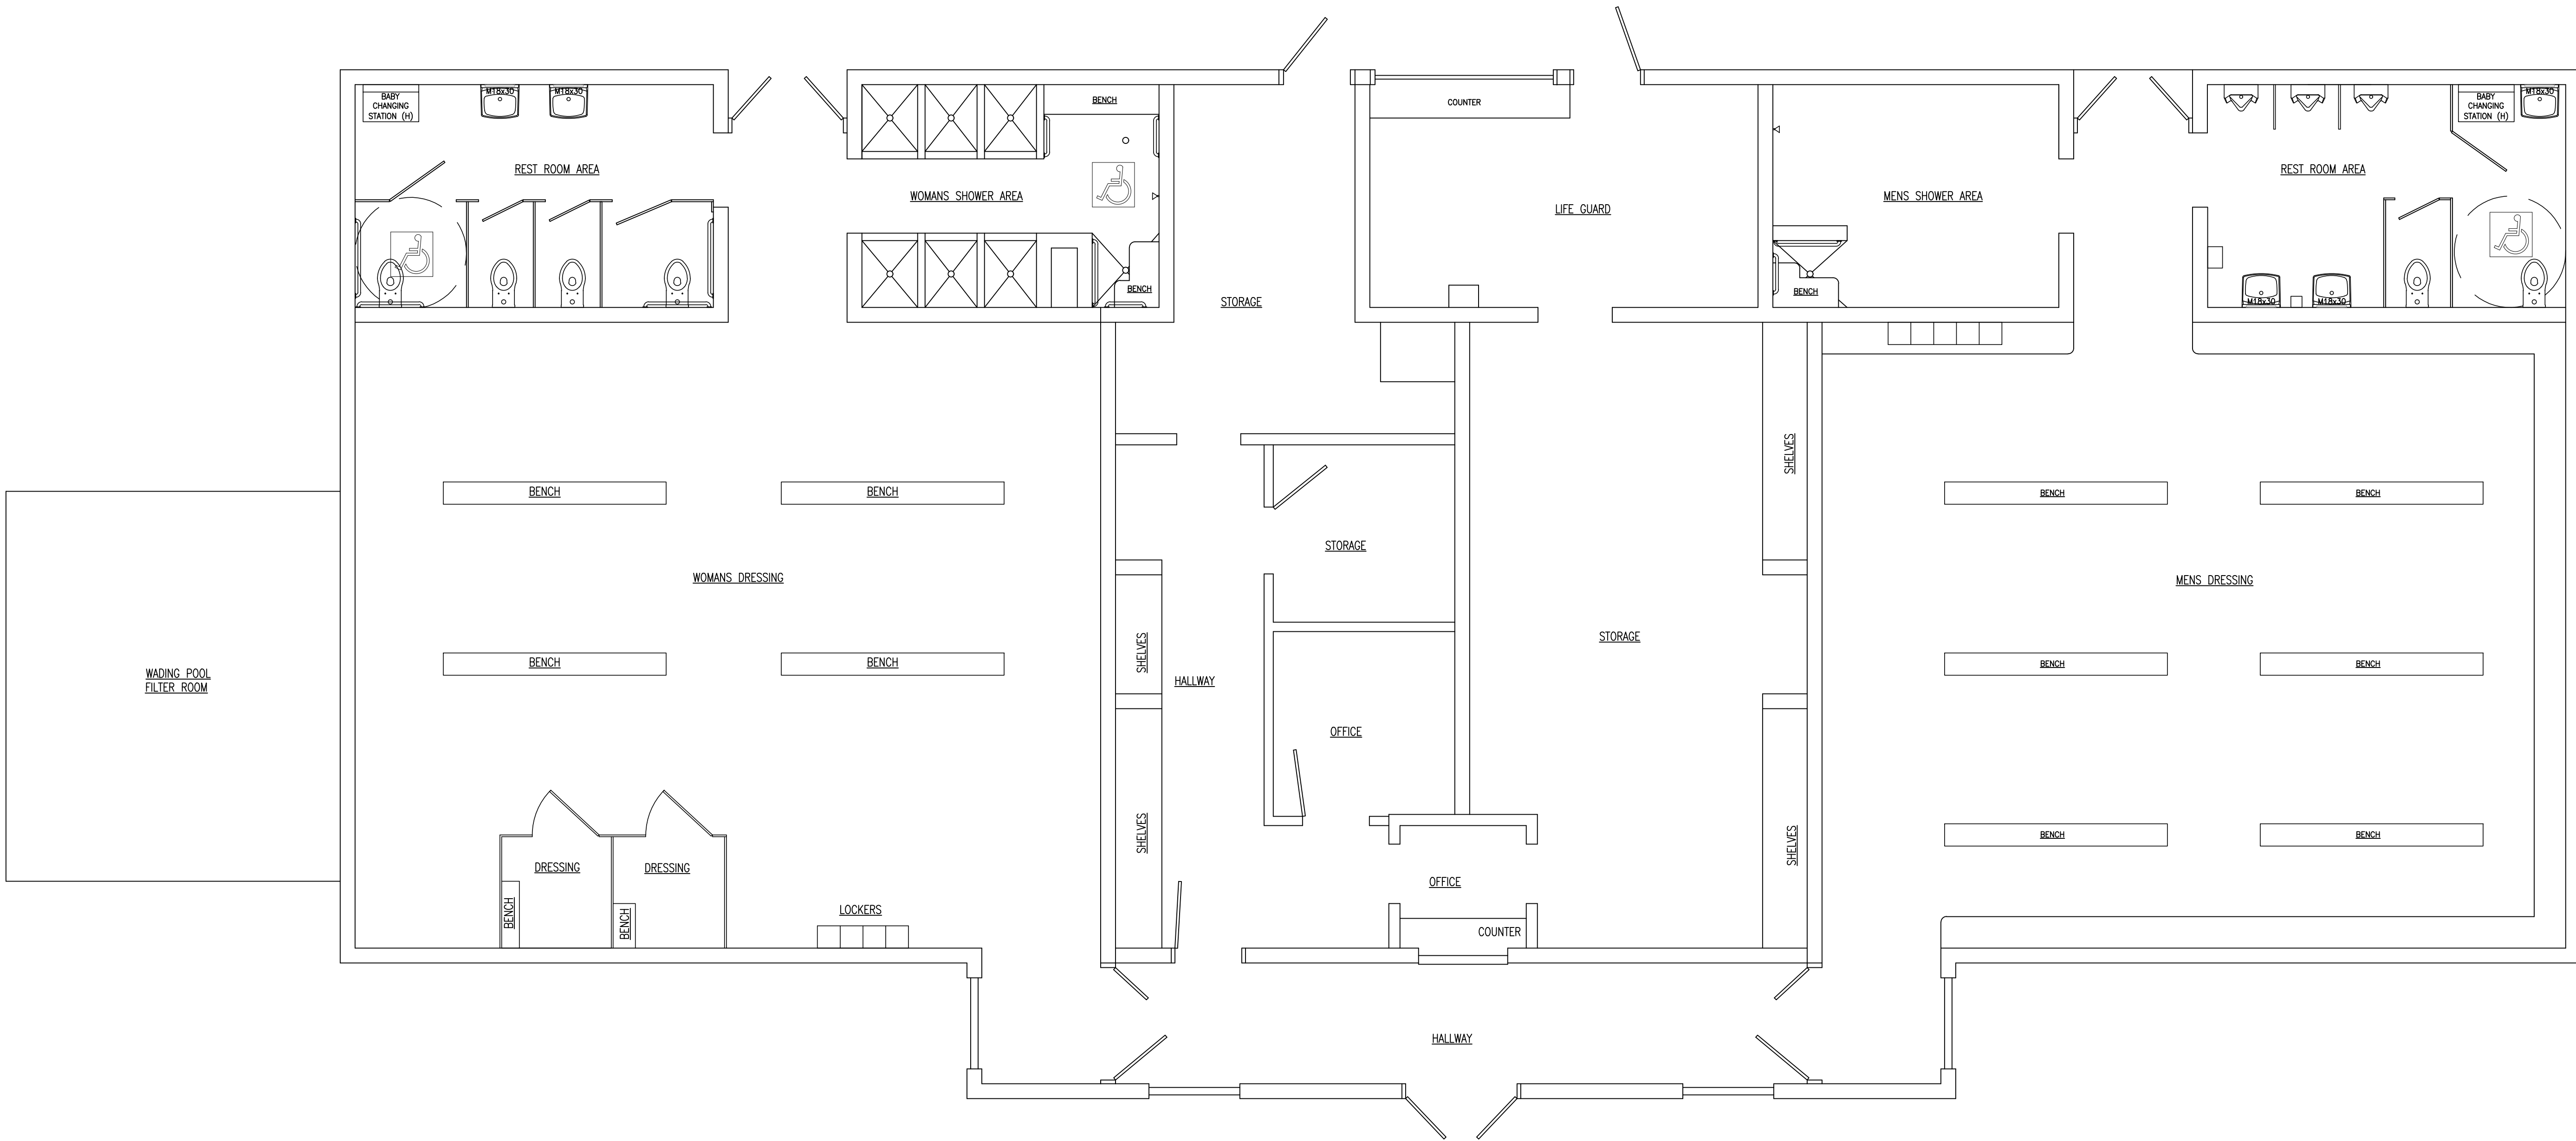 BABY
CHANGING
STATION (H)
M18x30
M18x30
REST ROOM AREA
BENCH
WOMANS SHOWER AREA
BENCH
STORAGE
COUNTER
LIFE GUARD
MENS SHOWER AREA
BENCH
REST ROOM AREA
BABY
CHANGING
STATION (H)
M18x30
M18x30
M18x30
BENCH
BENCH
WOMANS DRESSING
BENCH
BENCH
WADING POOL
FILTER ROOM
DRESSING
DRESSING
BENCH
BENCH
LOCKERS
SHELVES
SHELVES
HALLWAY
STORAGE
OFFICE
OFFICE
COUNTER
STORAGE
SHELVES
SHELVES
BENCH
BENCH
MENS DRESSING
BENCH
BENCH
BENCH
BENCH
HALLWAY